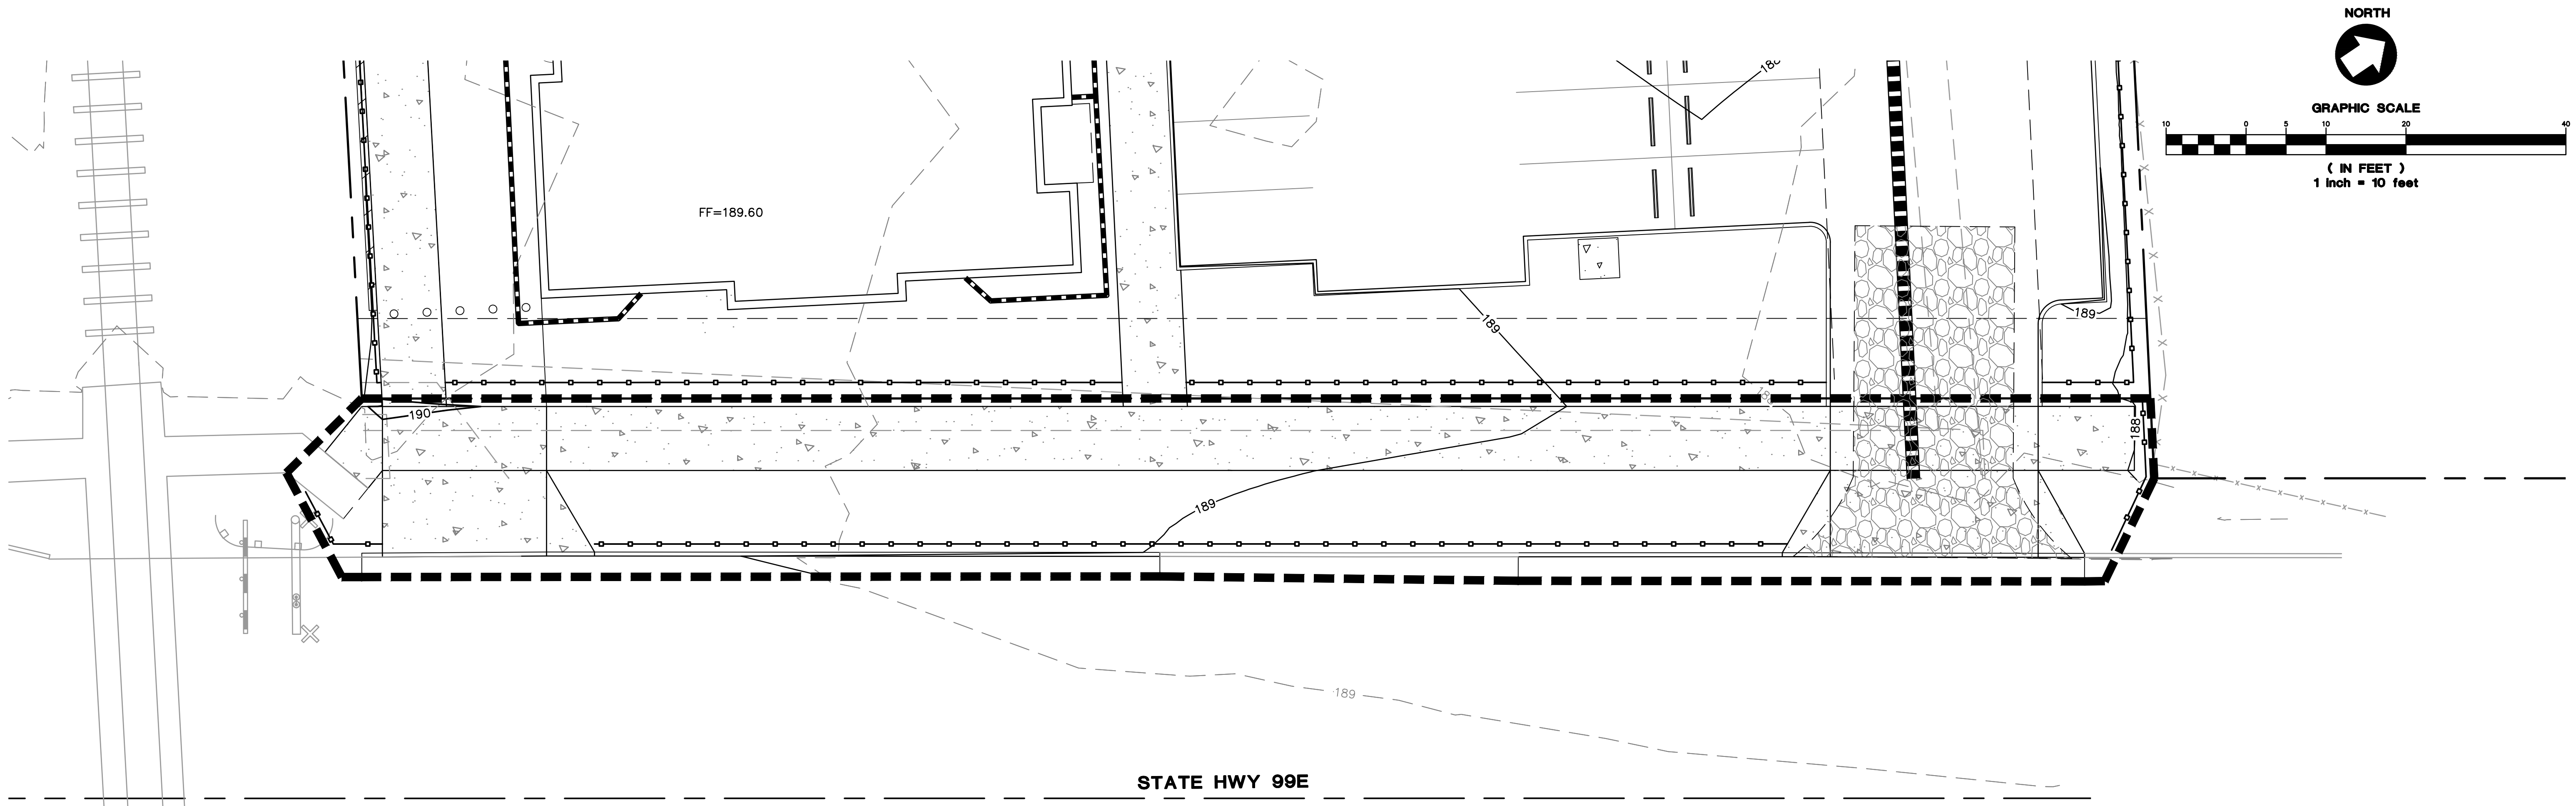 NORTH
GRAPHIC SCALE
10 0 5 10 20 40
( IN FEET )
1 inch = 10 feet
FF=189.60
189
189
190
188
189
189
STATE HWY 99E